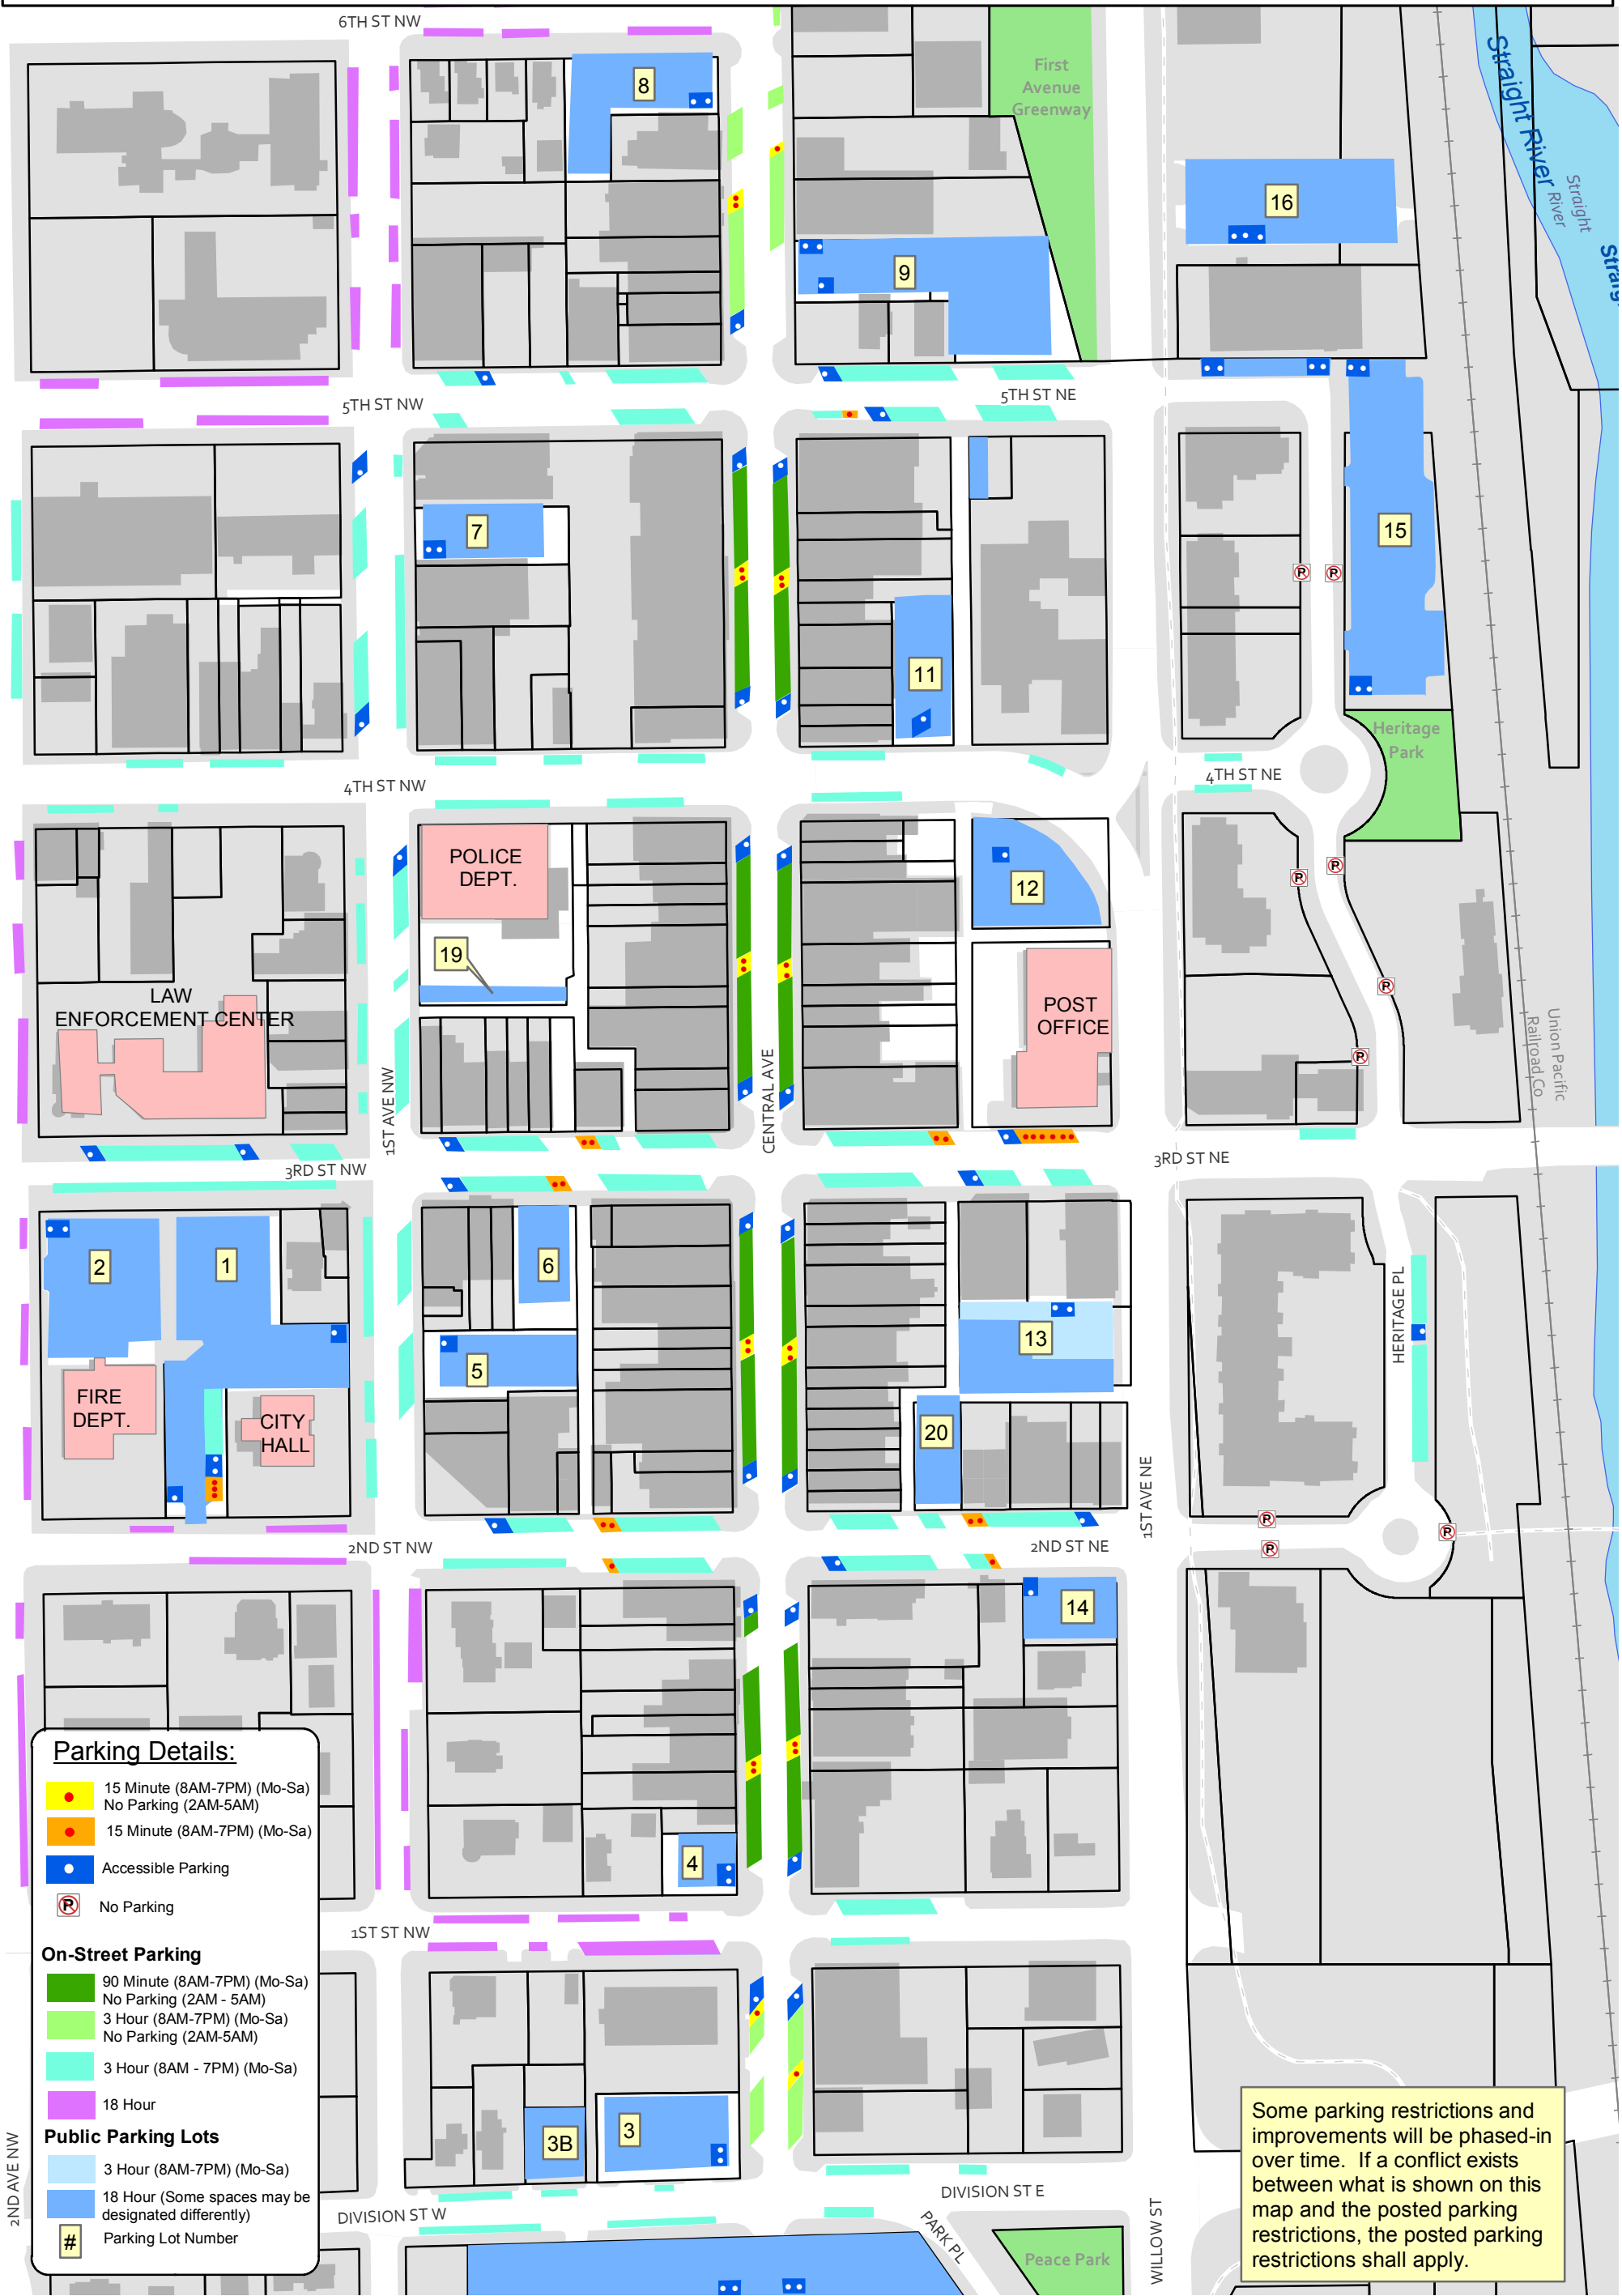 6TH ST NW
8
First
Avenue
Greenway
Straight River
Straight
River
16
9
5TH ST NW
5TH ST NE
7
15
11
Heritage
Park
4TH ST NW
4TH ST NE
POLICE
DEPT.
12
19
LAW
ENFORCEMENT CENTER
POST
OFFICE
Union Pacific
Railroad Co
1ST AVE NW
CENTRAL AVE
3RD ST NW
3RD ST NE
2
1
6
13
HERITAGE PL
5
FIRE
DEPT.
CITY
HALL
20
1ST AVE NE
2ND ST NW
2ND ST NE
14
Parking Details:
15 Minute (8AM-7PM) (Mo-Sa)
No Parking (2AM-5AM)
15 Minute (8AM-7PM) (Mo-Sa)
Accessible Parking
P
No Parking
On-Street Parking
90 Minute (8AM-7PM) (Mo-Sa)
No Parking (2AM - 5AM)
3 Hour (8AM-7PM) (Mo-Sa)
No Parking (2AM-5AM)
3 Hour (8AM - 7PM) (Mo-Sa)
18 Hour
Public Parking Lots
3 Hour (8AM-7PM) (Mo-Sa)
18 Hour (Some spaces may be
designated differently)
#
Parking Lot Number
4
1ST ST NW
3B
3
2ND AVE NW
DIVISION ST W
DIVISION ST E
PARK PL
Peace Park
WILLOW ST
Some parking restrictions and
improvements will be phased-in
over time. If a conflict exists
between what is shown on this
map and the posted parking
restrictions, the posted parking
restrictions shall apply.